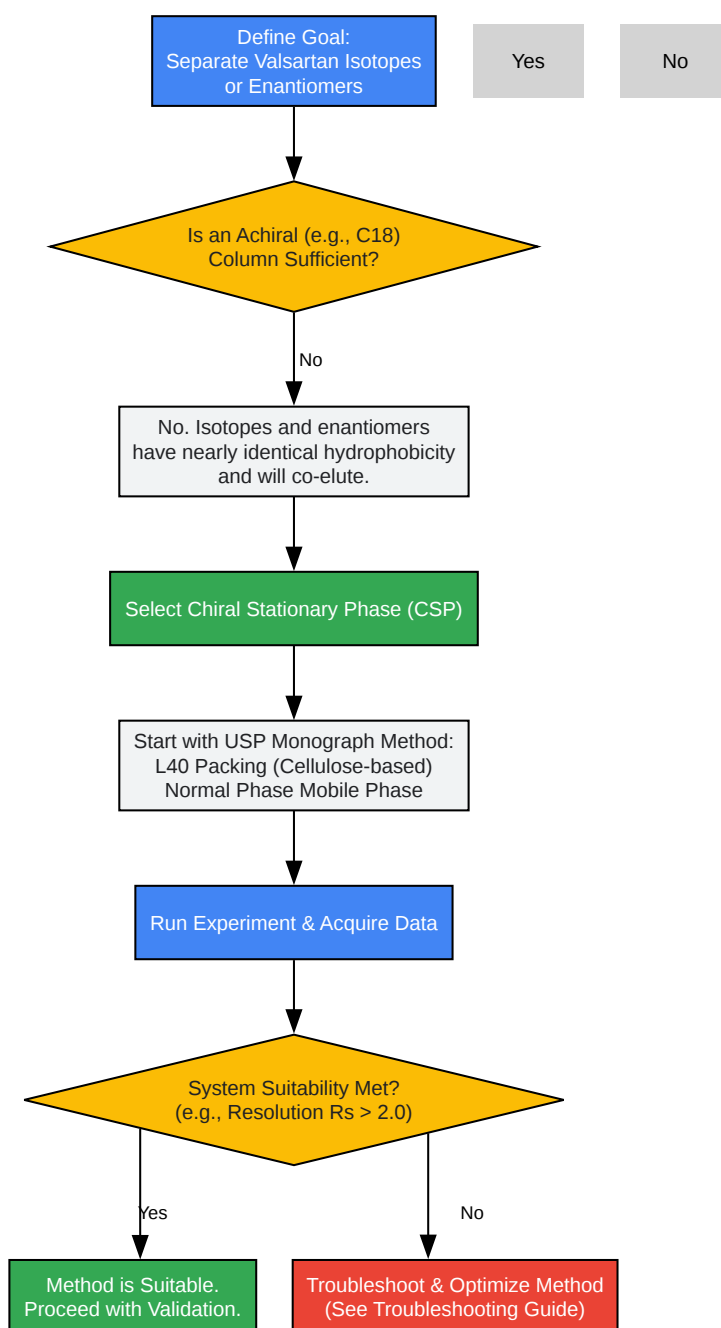 Define Goal:
Separate Valsartan Isotopes
or Enantiomers
Yes
No
Is an Achiral (e.g., C18)
Column Sufficient?
No
No. Isotopes and enantiomers
have nearly identical hydrophobicity
and will co-elute.
Select Chiral Stationary Phase (CSP)
Start with USP Monograph Method:
L40 Packing (Cellulose-based)
Normal Phase Mobile Phase
Run Experiment & Acquire Data
System Suitability Met?
(e.g., Resolution Rs > 2.0)
Yes
No
Method is Suitable.
Proceed with Validation.
Troubleshoot & Optimize Method
(See Troubleshooting Guide)